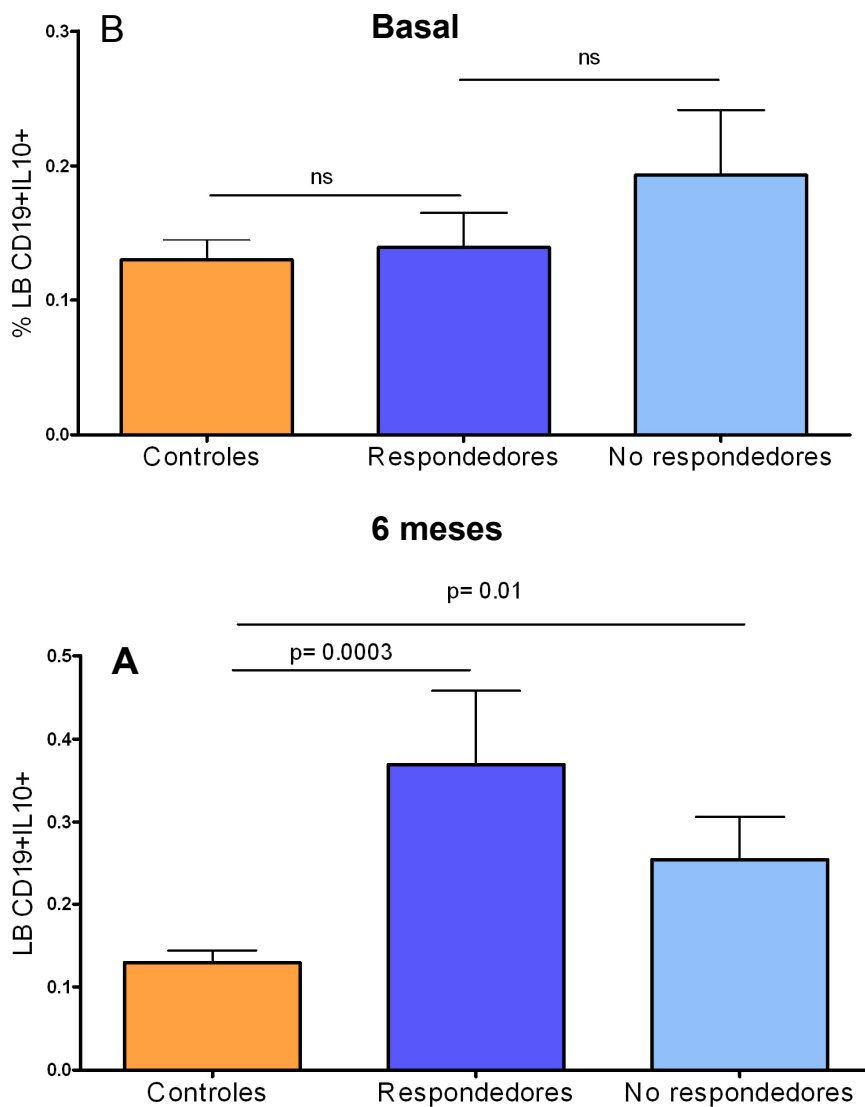 B
Basal
ns
ns
% LB CD19+IL10+
0.3
0.2
0.1
0.0
Controles
Respondedores
No respondedores
6 meses
p= 0.01
A
p= 0.0003
LB CD19+IL10+
0.5
0.4
0.3
0.2
0.1
0.0
Controles
Respondedores
No respondedores